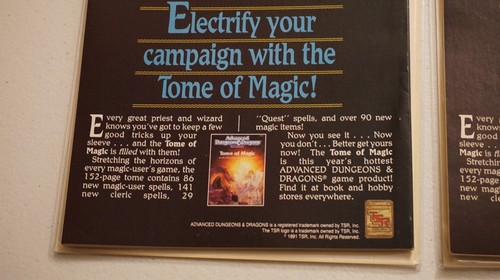 Electrify your
campaign with the
Tome of Magic!
Every great priest and wizard
knows you've got to keep a few
good tricks up your
sleeve . . . and the Tome of
Magic is filled with them!
Stretching the horizons of
every magic-user's game, the
152-page tome contains 86
new magic-user spells, 141
new cleric spells, 29
"Quest" spells, and over 90 new
magic items!
Now you see it . . . Now
you don't . . . Better get yours
now! The Tome of Magic
is this year's hottest
ADVANCED DUNGEONS &
DRAGONS® game product!
Find it at book and hobby
stores everywhere.
Advanced
Dungeons & Dragons
Tome of Magic
ADVANCED DUNGEONS & DRAGONS is a registered trademark owned by TSR, Inc.
The TSR logo is a trademark owned by TSR, Inc.
© 1991 TSR, Inc. All Rights Reserved.
TSR
Every
know
good
sleeve
Magic is
Stretch
every mag
152-page
new mag
new cle